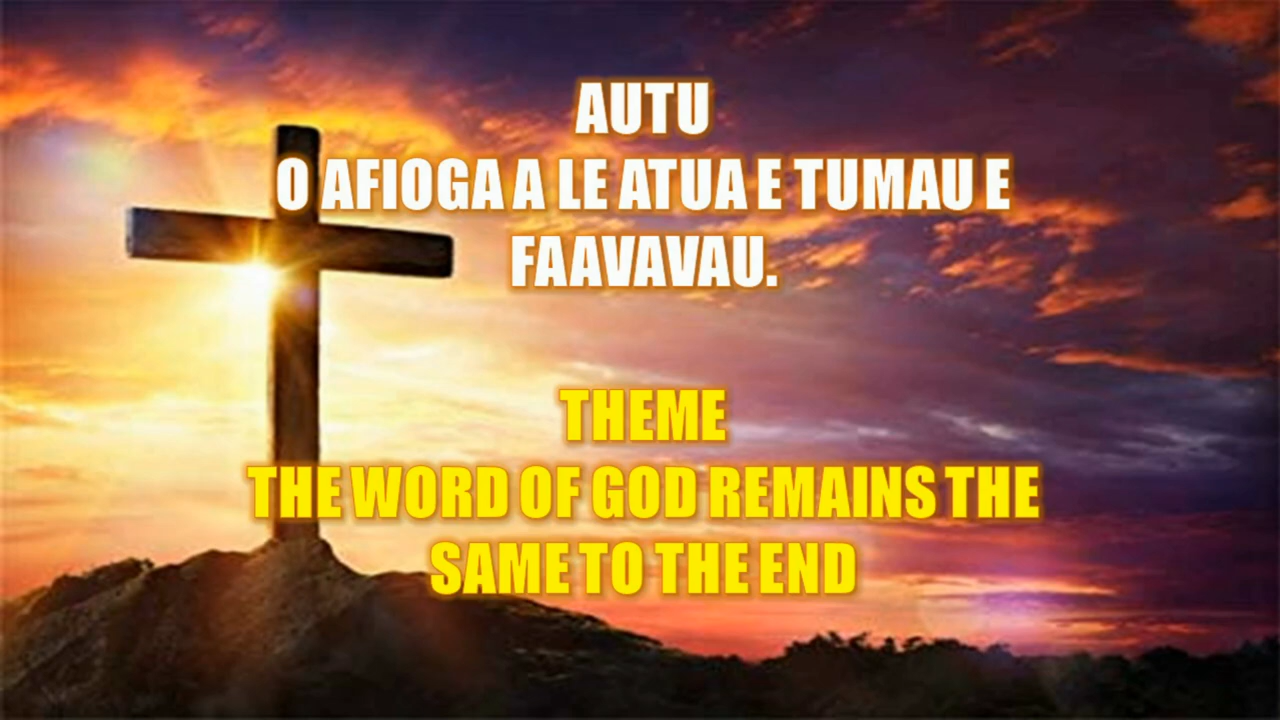 AUTU
O AFIOGA A LE ATUA E TUMAU E
FAAVAVAU.
THEME
THE WORD OF GOD REMAINS THE
SAME TO THE END